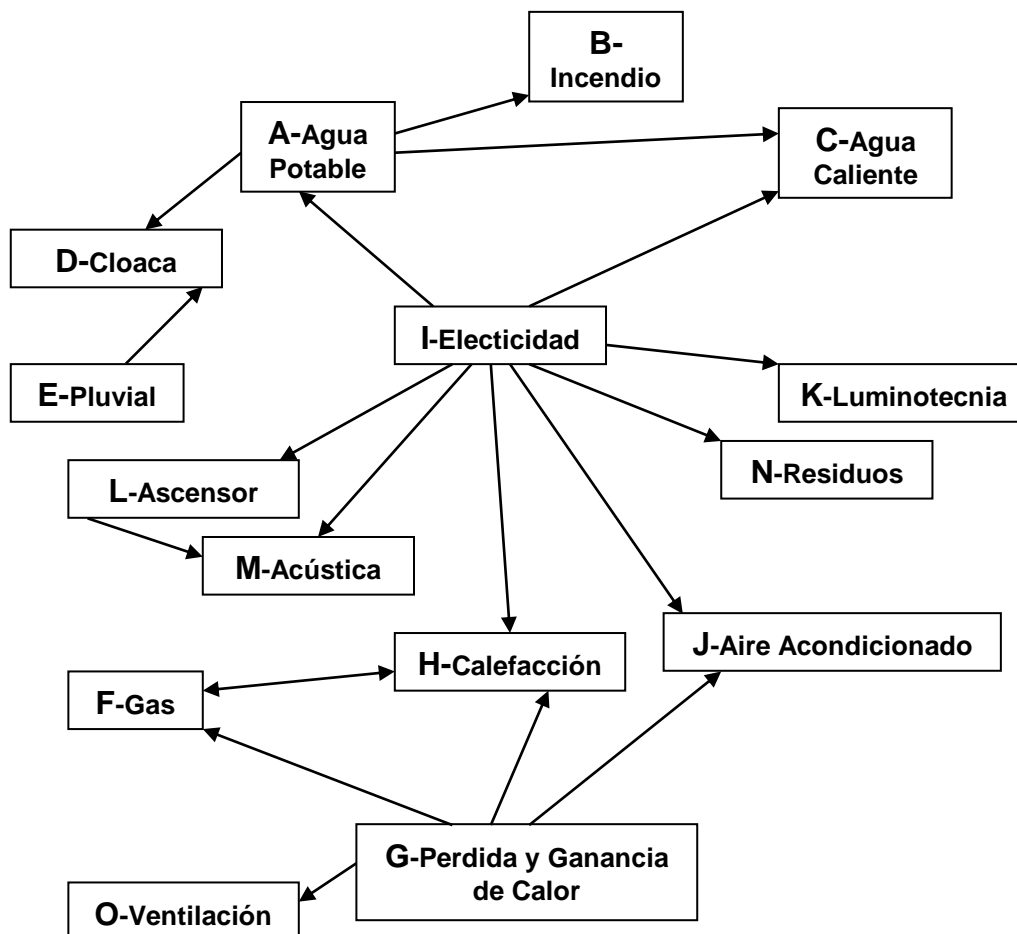 B-
Incendio
A-Agua
Potable
C-Agua
Caliente
D-Cloaca
I-Electicidad
E-Pluvial
K-Luminotecnia
N-Residuos
L-Ascensor
M-Acústica
J-Aire Acondicionado
H-Calefacción
F-Gas
G-Perdida y Ganancia
de Calor
O-Ventilación